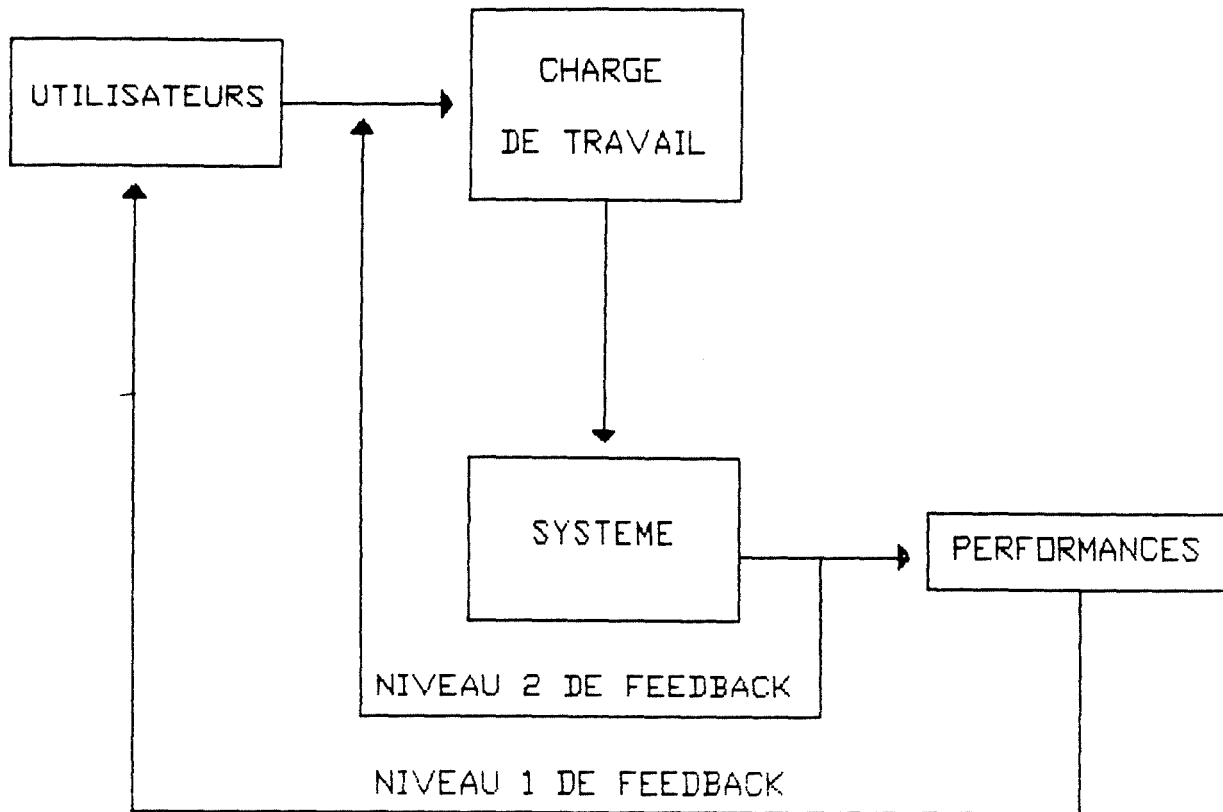 UTILISATEURS
CHARGE
DE TRAVAIL
SYSTEME
PERFORMANCES
NIVEAU 2 DE FEEDBACK
NIVEAU 1 DE FEEDBACK